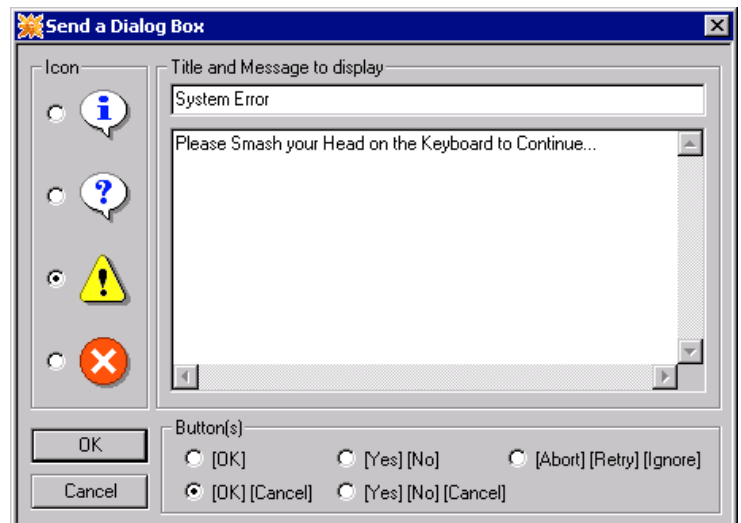 Send a Dialog Box
Icon
Title and Message to display
System Error
Please Smash your Head on the Keyboard to Continue...
Button(s)
OK
[OK] [Yes] [No] [Abort] [Retry] [Ignore]
Cancel
[OK] [Cancel] [Yes] [No] [Cancel]